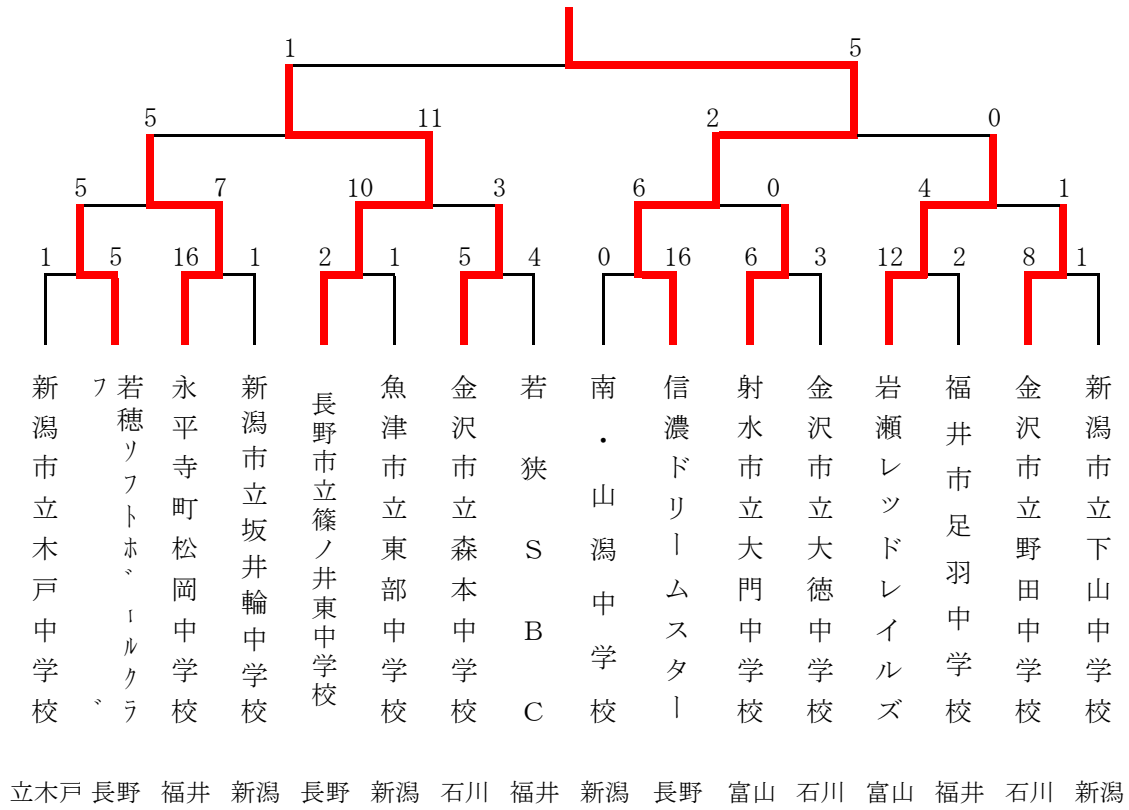 1 5
5 11 2 0
5 7 10 3 6 0 4 1
1 5 16 1 2 1 5 4 0 16 6 3 12 2 8 1
新潟市立木戸中学校
若穂ｿﾌﾄﾎﾞｰﾙｸﾗﾌﾞ
永平寺町松岡中学校
新潟市立坂井輪中学校
長野市立篠ノ井東中学校
魚津市立東部中学校
金沢市立森本中学校
若狭ＳＢＣ
南・山潟中学校
信濃ドリームスター
射水市立大門中学校
金沢市立大徳中学校
岩瀬レッドレイルズ
福井市足羽中学校
金沢市立野田中学校
新潟市立下山中学校
立木戸 長野 福井 新潟 長野 新潟 石川 福井 新潟 長野 富山 石川 富山 福井 石川 新潟